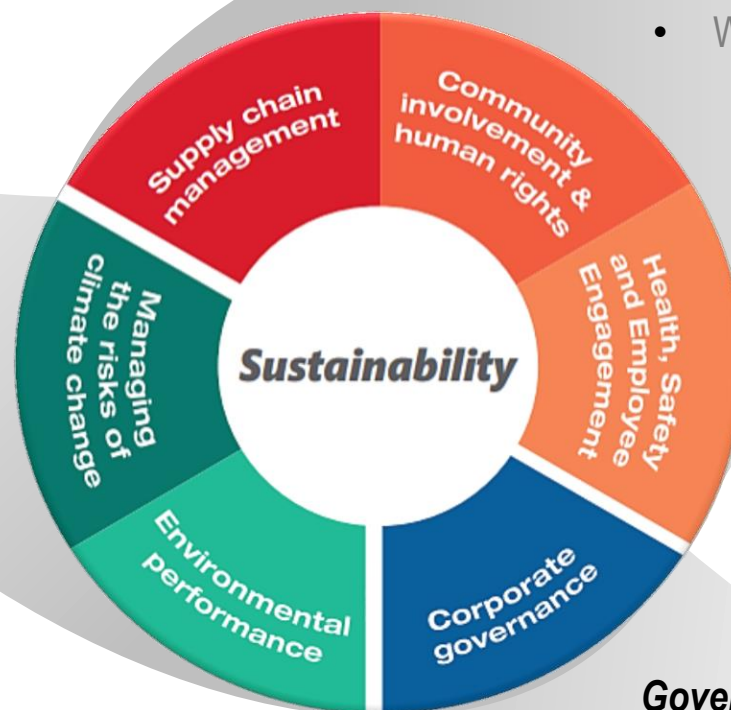 Supply chain
management
Community
involvement &
human rights
Health, Safety
and Employee
Engagement
Corporate
governance
Environmental
performance
Managing
the risks of
climate change
Sustainability